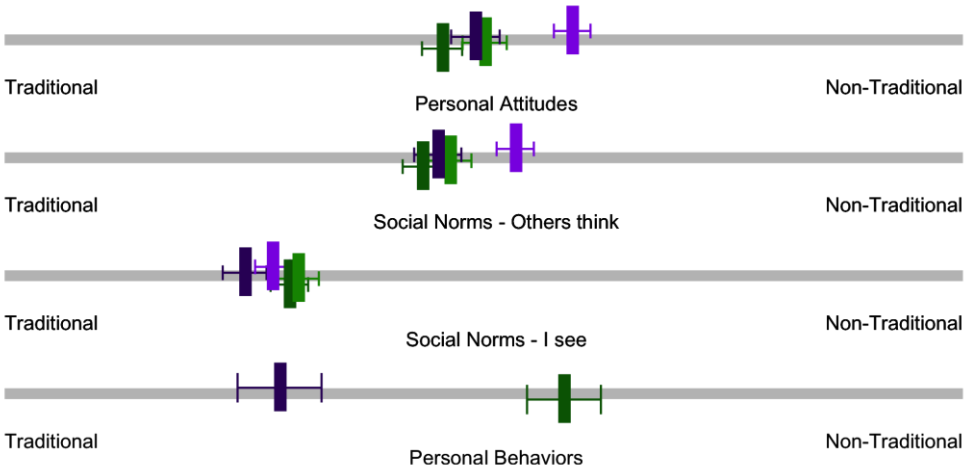 Traditional
Non-Traditional
Personal Attitudes
Traditional
Non-Traditional
Social Norms - Others think
Traditional
Non-Traditional
Social Norms - I see
Traditional
Non-Traditional
Personal Behaviors